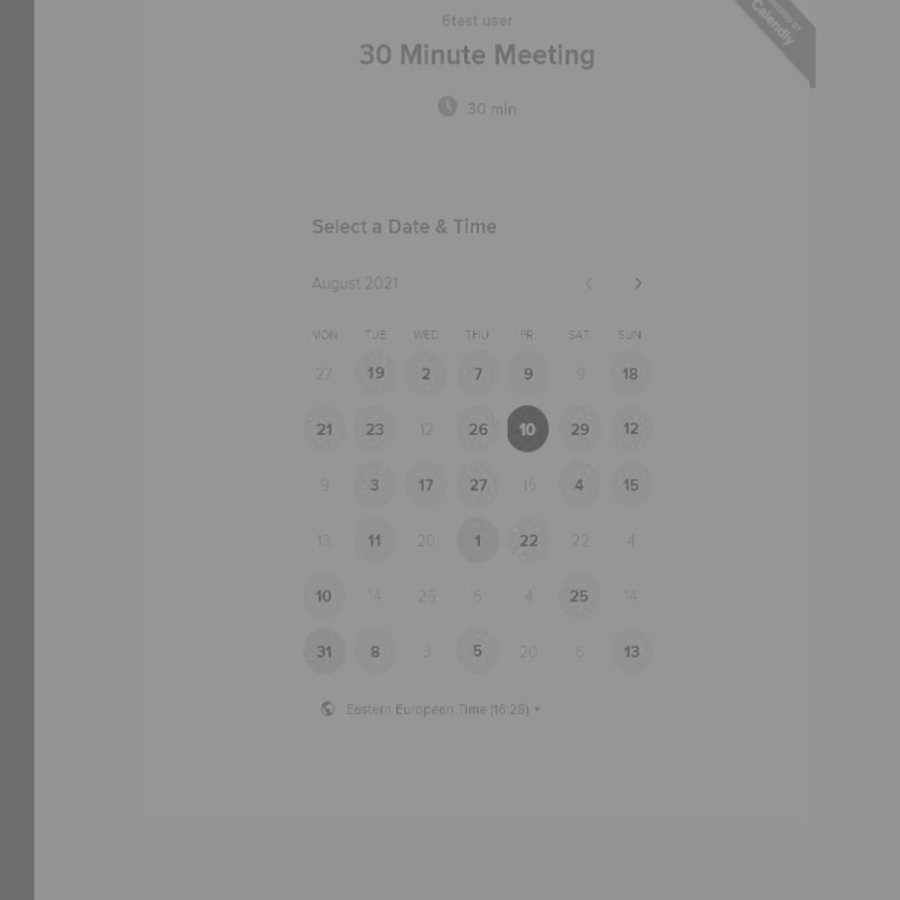 6test user
POWERED BY
Calendly
30 Minute Meeting
30 min
Select a Date & Time
August 2021
MON TUE WED THU FRI SAT SUN
27 19 2 7 9 9 18
21 23 12 26 10 29 12
9 3 17 27 16 4 15
13 11 20 1 22 22 4
10 14 25 6 4 25 14
31 8 3 5 20 6 13
Eastern European Time (16:28)